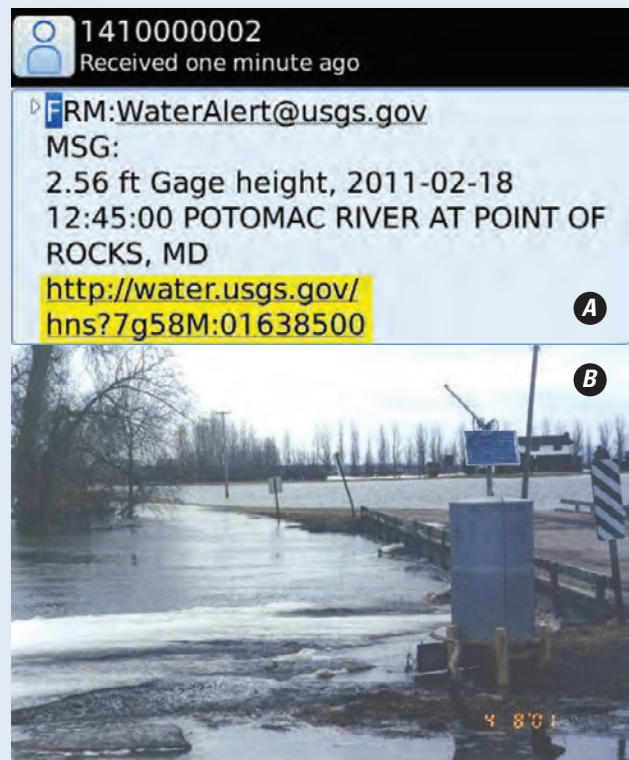 1410000002
Received one minute ago
FRM:WaterAlert@usgs.gov
MSG:
2.56 ft Gage height, 2011-02-18
12:45:00 POTOMAC RIVER AT POINT OF
ROCKS, MD
http://water.usgs.gov/
hns?7g58M:01638500
A
B
4 8'01